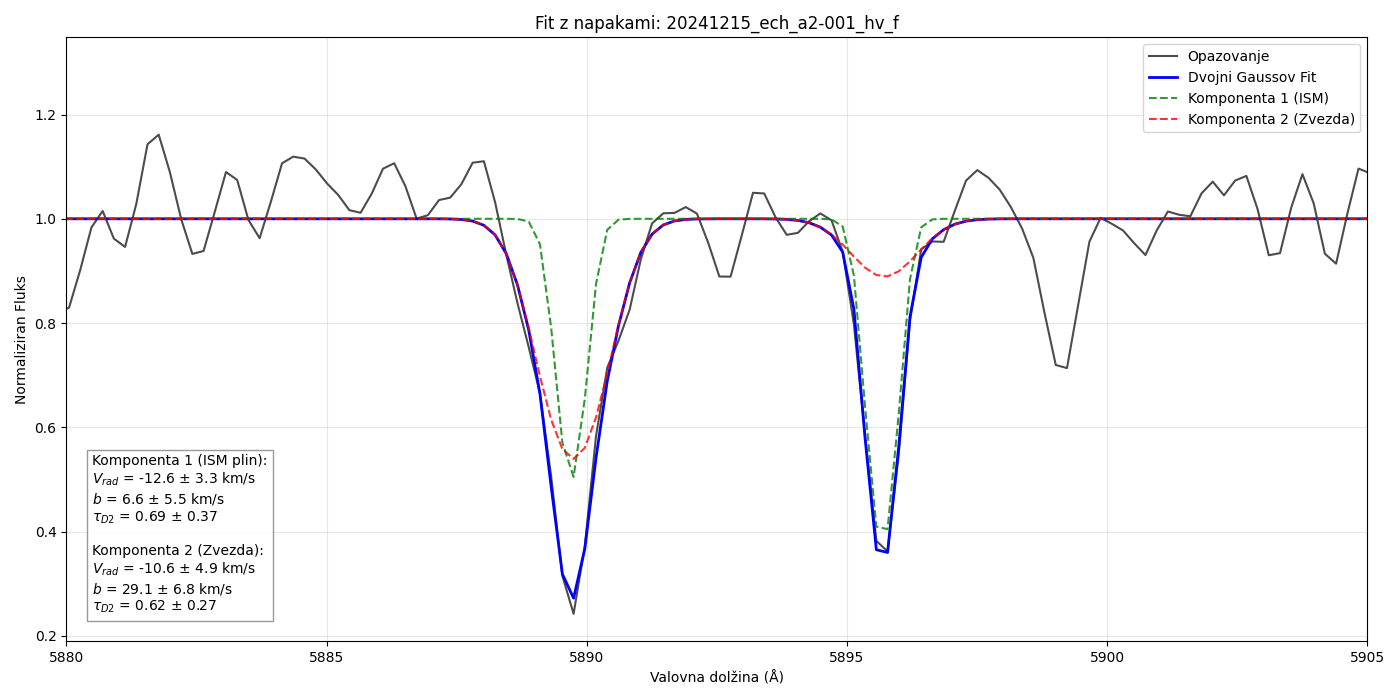 Fit z napakami: 20241215_ech_a2-001_hv_f
Opazovanje
Dvojni Gaussov Fit
Komponenta 1 (ISM)
Komponenta 2 (Zvezda)
Normaliziran Fluks
1.2
1.0
0.8
0.6
0.4
0.2
Komponenta 1 (ISM plin):
V_rad = -12.6 ± 3.3 km/s
b = 6.6 ± 5.5 km/s
τ_D2 = 0.69 ± 0.37
Komponenta 2 (Zvezda):
V_rad = -10.6 ± 4.9 km/s
b = 29.1 ± 6.8 km/s
τ_D2 = 0.62 ± 0.27
5880 5885 5890 5895 5900 5905
Valovna dolžina (Å)